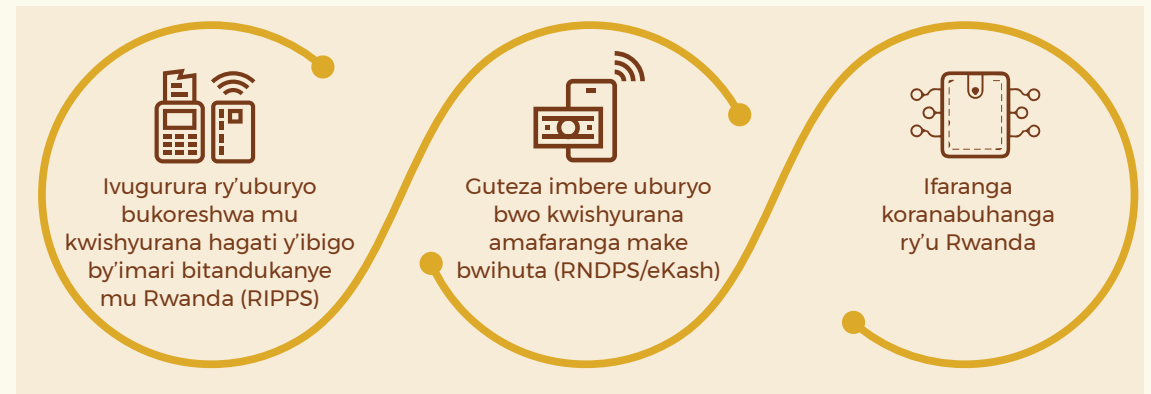 Ivugurura ry’uburyo
bukoreshwa mu
kwishyurana hagati y’ibigo
by’imari bitandukanye
mu Rwanda (RIPPS)
Guteza imbere uburyo
bwo kwishyurana
amafaranga make
bwihuta (RNDPS/eKash)
Ifaranga
koranabuhanga
ry’u Rwanda